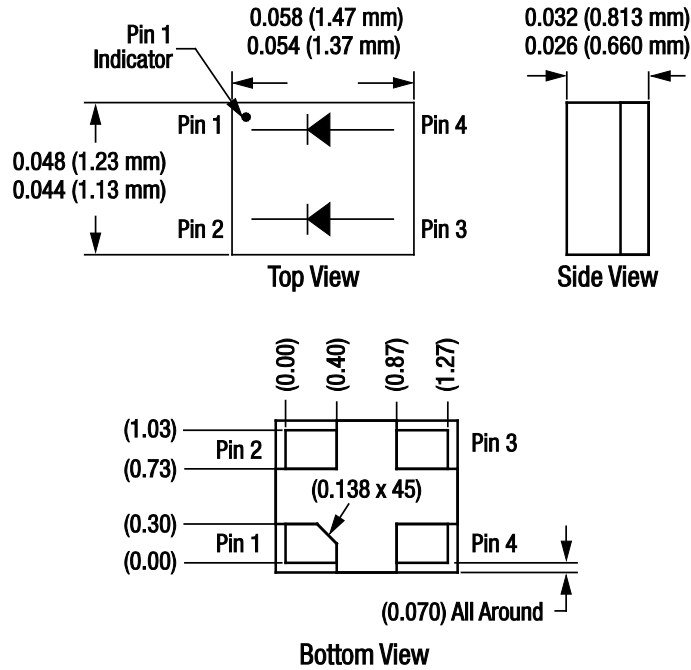 0.058 (1.47 mm)
0.054 (1.37 mm)
0.032 (0.813 mm)
0.026 (0.660 mm)
Pin 1
Indicator
Pin 1
Pin 4
0.048 (1.23 mm)
0.044 (1.13 mm)
Pin 2
Pin 3
Top View
Side View
(0.00)
(0.40)
(0.87)
(1.27)
(1.03)
Pin 2
Pin 3
(0.73)
(0.138 x 45)
(0.30)
Pin 1
Pin 4
(0.00)
(0.070) All Around
Bottom View